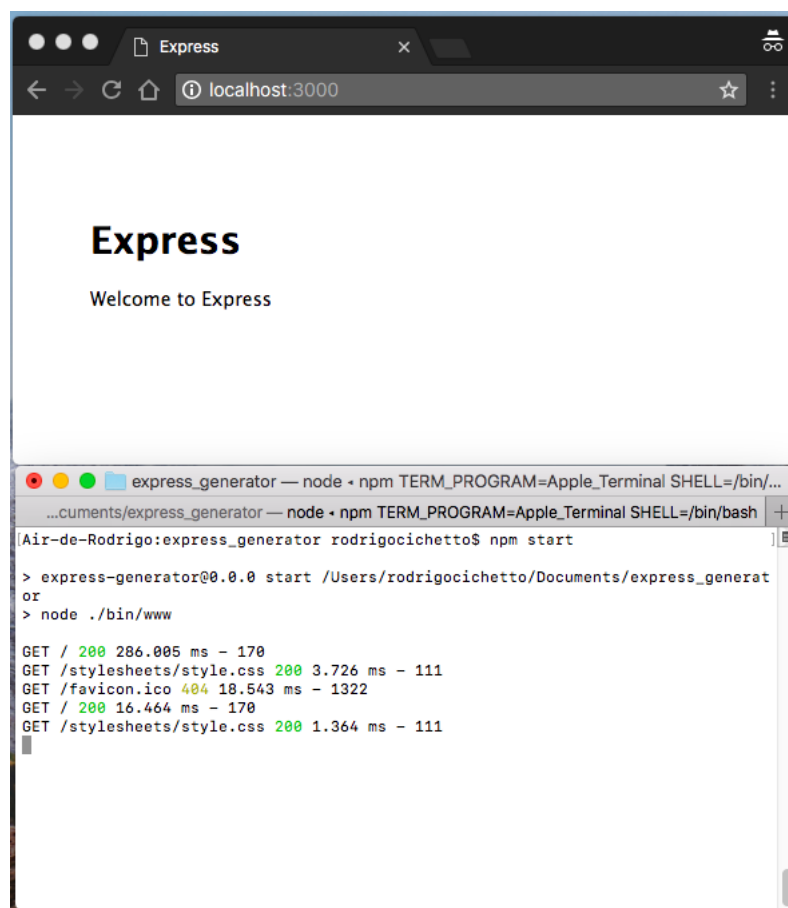 Express
localhost:3000
Express
Welcome to Express
express_generator — node ◂ npm TERM_PROGRAM=Apple_Terminal SHELL=/bin/...
...cuments/express_generator — node ◂ npm TERM_PROGRAM=Apple_Terminal SHELL=/bin/bash
[Air-de-Rodrigo:express_generator rodrigocichetto$ npm start ]
> express-generator@0.0.0 start /Users/rodrigocichetto/Documents/express_generat
or
> node ./bin/www
GET / 200 286.005 ms - 170
GET /stylesheets/style.css 200 3.726 ms - 111
GET /favicon.ico 404 18.543 ms - 1322
GET / 200 16.464 ms - 170
GET /stylesheets/style.css 200 1.364 ms - 111